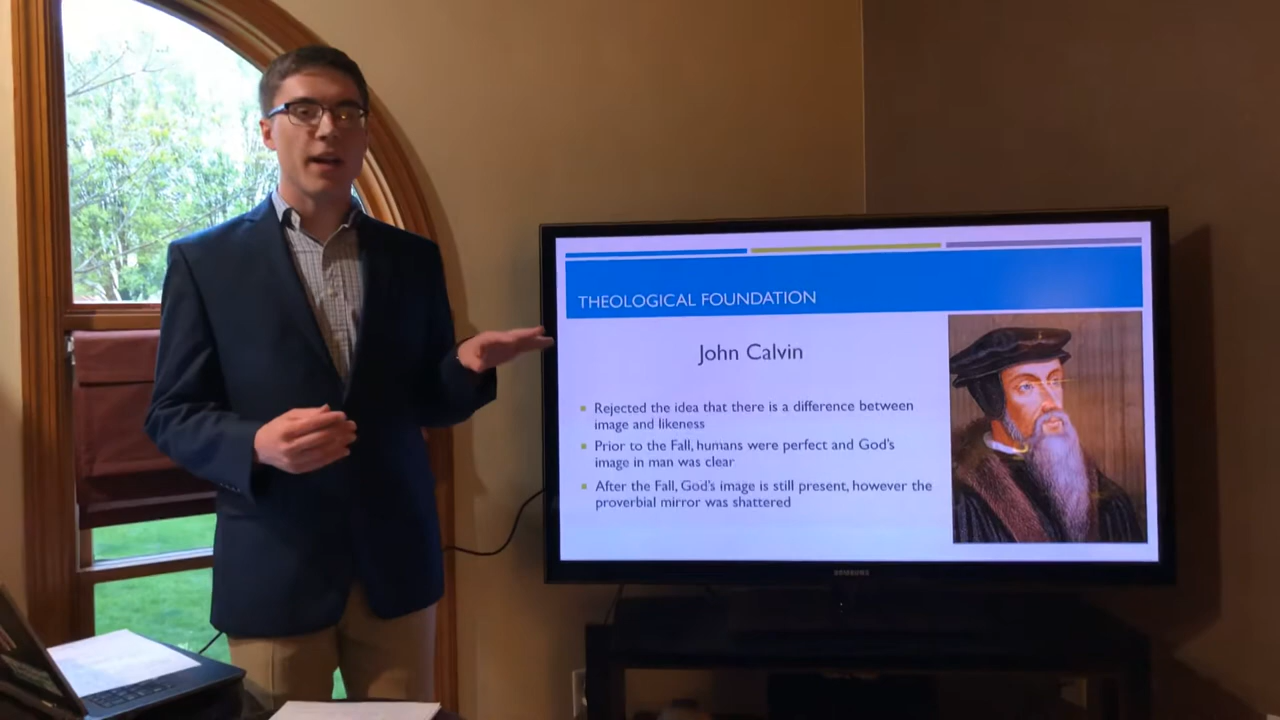 THEOLOGICAL FOUNDATION
John Calvin
Rejected the idea that there is a difference between
image and likeness
Prior to the Fall, humans were perfect and God's
image in man was clear
After the Fall, God's image is still present, however the
proverbial mirror was shattered
SAMSUNG